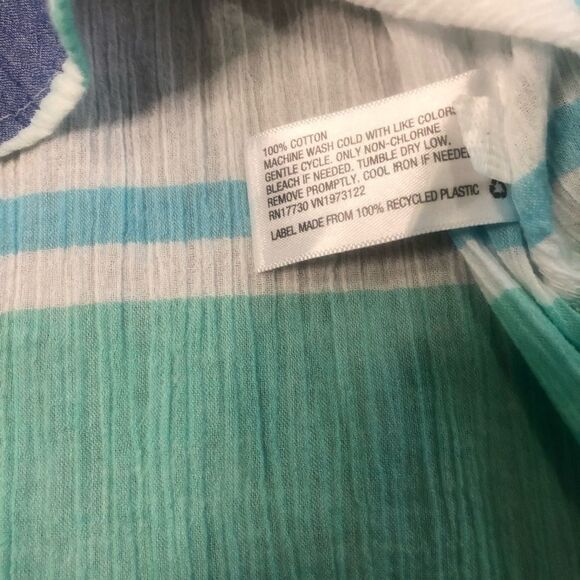 100% COTTON
MACHINE WASH COLD WITH LIKE COLORS
GENTLE CYCLE. ONLY NON-CHLORINE
BLEACH IF NEEDED. TUMBLE DRY LOW.
REMOVE PROMPTLY. COOL IRON IF NEEDED
RN17730 VN1973122
LABEL MADE FROM 100% RECYCLED PLASTIC